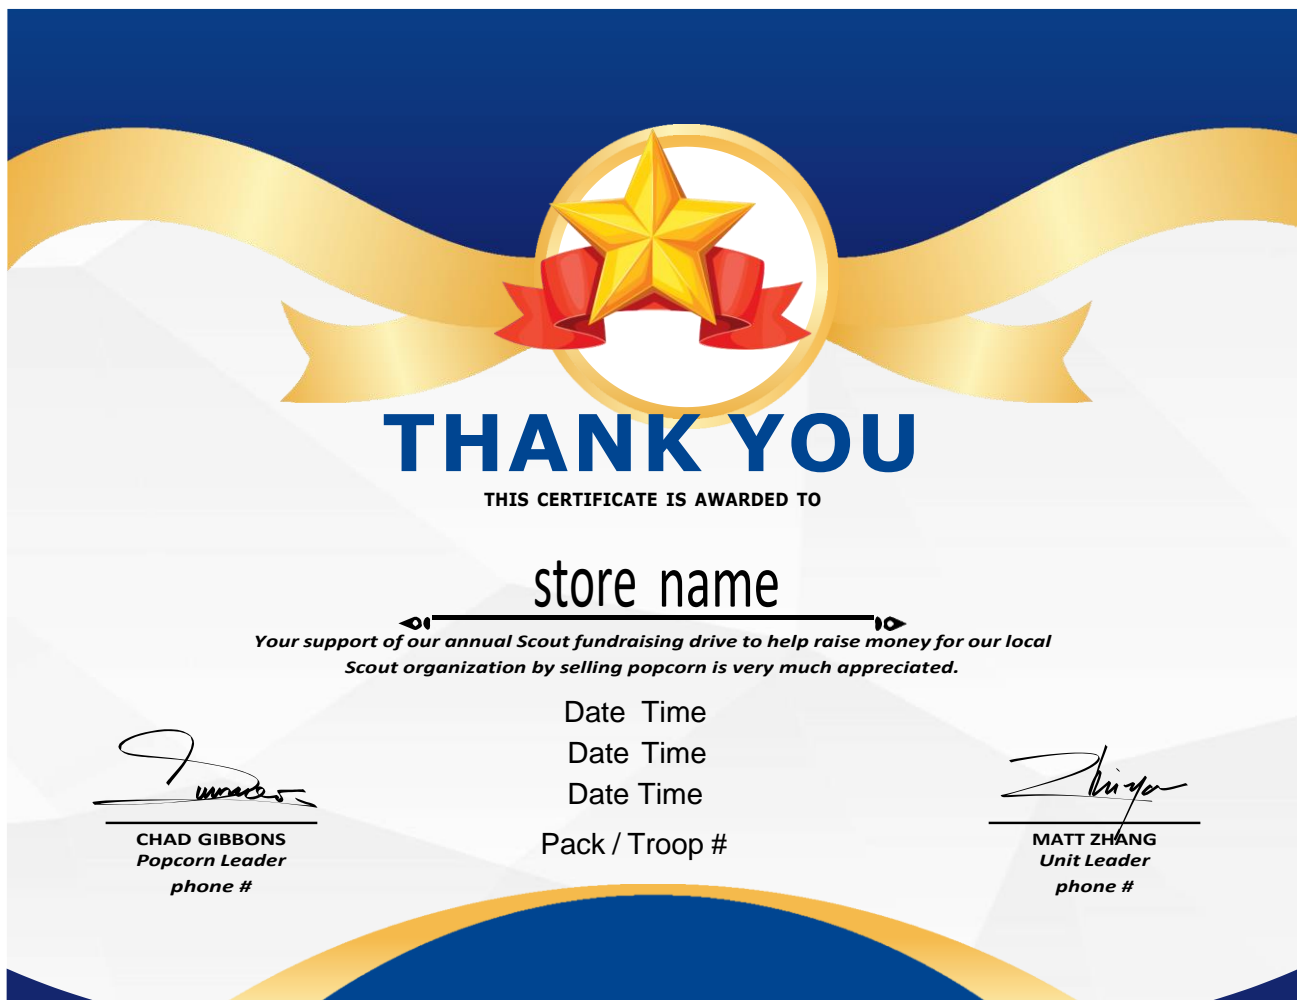 THANK YOU
THIS CERTIFICATE IS AWARDED TO
store name
Your support of our annual Scout fundraising drive to help raise money for our local
Scout organization by selling popcorn is very much appreciated.
Date Time
Date Time
Date Time
Pack / Troop #
CHAD GIBBONS
Popcorn Leader
phone #
MATT ZHANG
Unit Leader
phone #